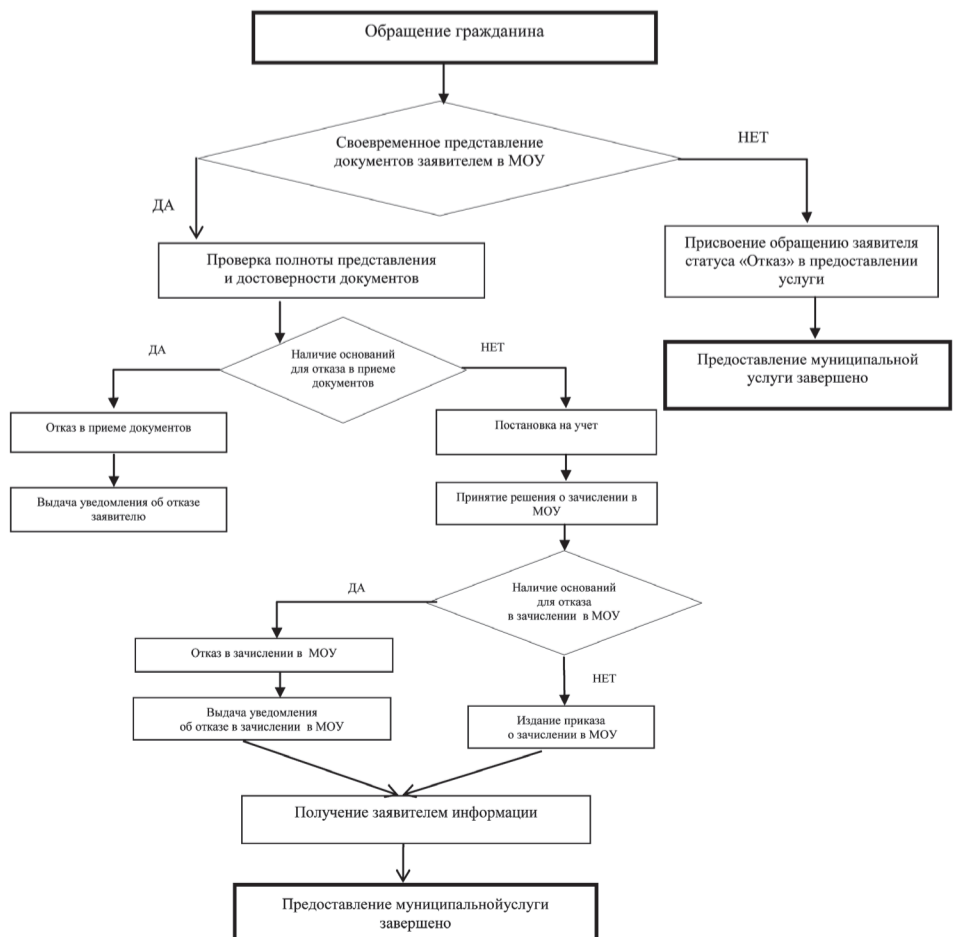 Обращение гражданина
Своевременное представление
документов заявителем в МОУ
НЕТ
ДА
Проверка полноты представления
и достоверности документов
Присвоение обращению заявителя
статуса «Отказ» в предоставлении
услуги
Предоставление муниципальной
услуги завершено
ДА
Наличие оснований
для отказа в приеме
документов
НЕТ
Отказ в приеме документов
Постановка на учет
Выдача уведомления об отказе
заявителю
Принятие решения о зачислении в
МОУ
ДА
Наличие оснований
для отказа
в зачислении в МОУ
Отказ в зачислении в МОУ
НЕТ
Выдача уведомления
об отказе в зачислении в МОУ
Издание приказа
о зачислении в МОУ
Получение заявителем информации
Предоставление муниципальнойуслуги
завершено